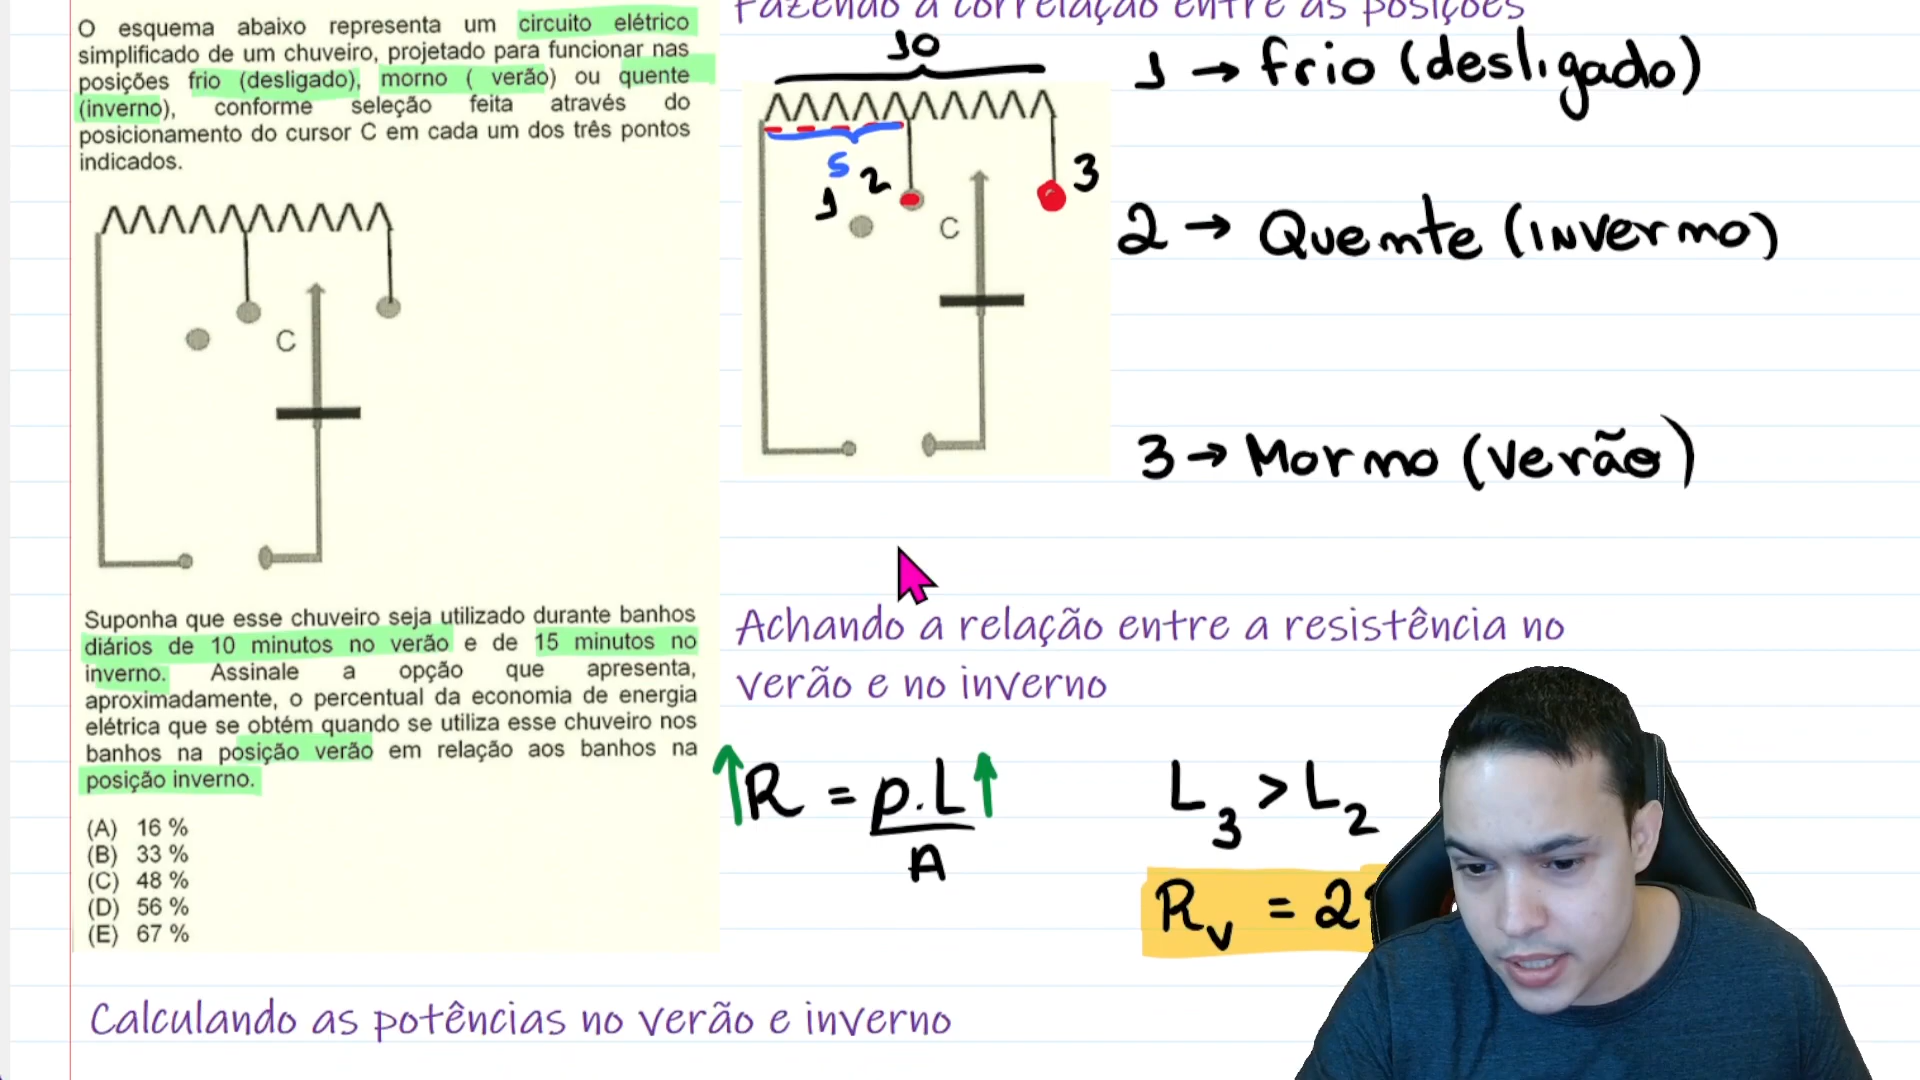 O esquema abaixo representa um circuito elétrico
simplificado de um chuveiro, projetado para funcionar nas
posições frio (desligado), morno ( verão) ou quente
(inverno), conforme seleção feita através do
posicionamento do cursor C em cada um dos três pontos
indicados.
C
Suponha que esse chuveiro seja utilizado durante banhos
diários de 10 minutos no verão e de 15 minutos no
inverno. Assinale a opção que apresenta,
aproximadamente, o percentual da economia de energia
elétrica que se obtém quando se utiliza esse chuveiro nos
banhos na posição verão em relação aos banhos na
posição inverno.
(A) 16 %
(B) 33 %
(C) 48 %
(D) 56 %
(E) 67 %
Fazendo a correlação entre as posições
10
5
1
2
3
C
1 → frio (desligado)
2 → Quente (inverno)
3 → Morno (verão)
Achando a relação entre a resistência no
verão e no inverno
R = p.L
A
L3 > L2
Rv = 2
Calculando as potências no verão e inverno